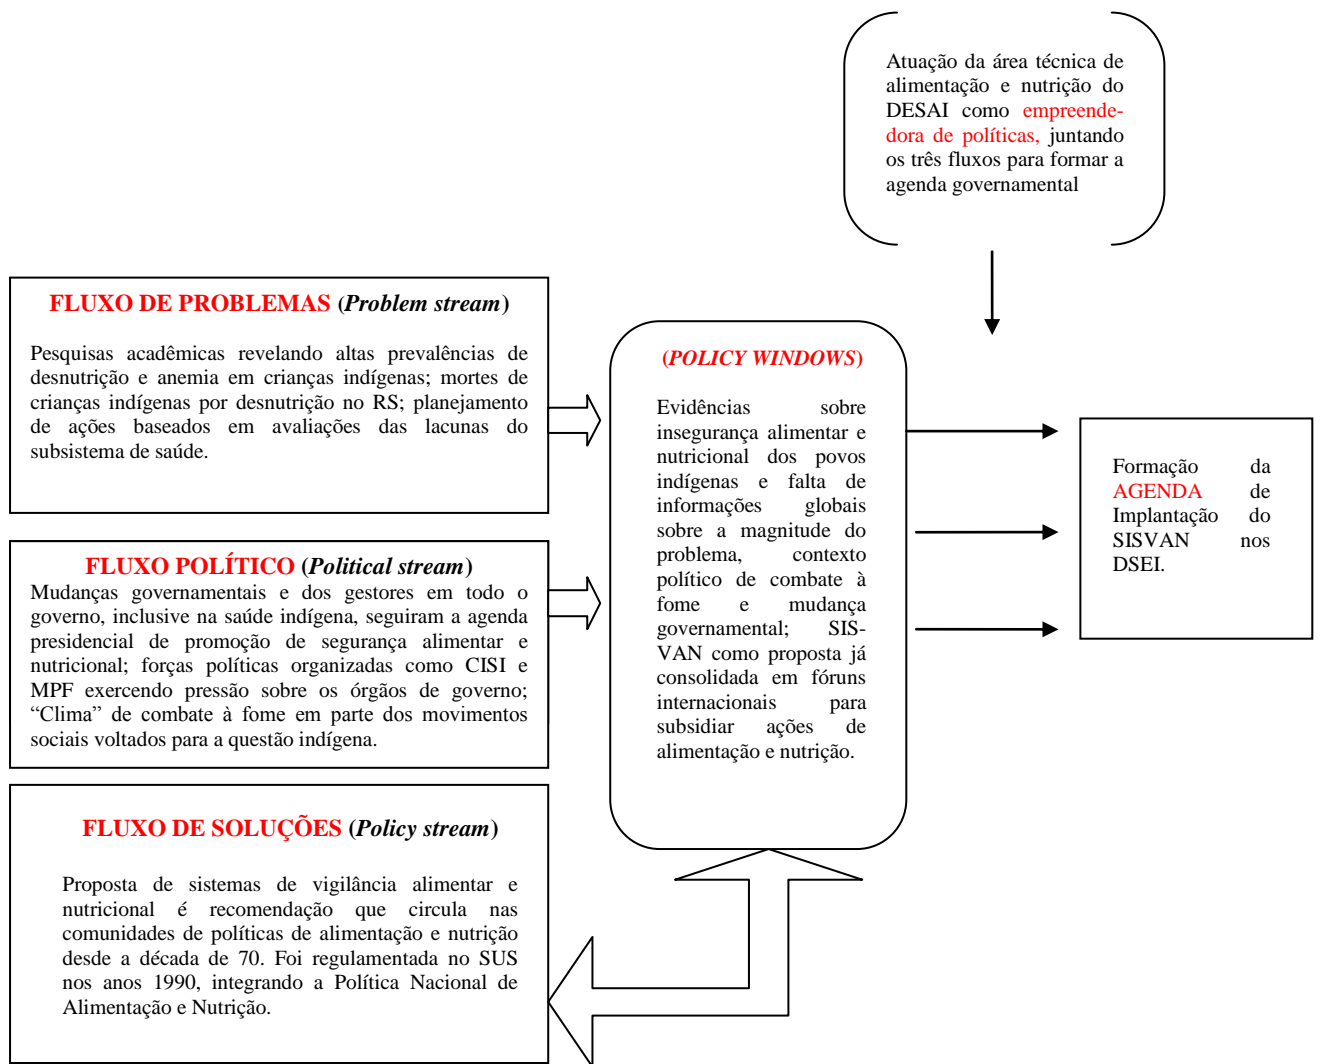 Atuação da área técnica de
alimentação e nutrição do
DESAI como empreende-
dora de políticas, juntando
os três fluxos para formar a
agenda governamental
FLUXO DE PROBLEMAS (Problem stream)
Pesquisas acadêmicas revelando altas prevalências de
desnutrição e anemia em crianças indígenas; mortes de
crianças indígenas por desnutrição no RS; planejamento
de ações baseados em avaliações das lacunas do
subsistema de saúde.
FLUXO POLÍTICO (Political stream)
Mudanças governamentais e dos gestores em todo o
governo, inclusive na saúde indígena, seguiram a agenda
presidencial de promoção de segurança alimentar e
nutricional; forças políticas organizadas como CISI e
MPF exercendo pressão sobre os órgãos de governo;
“Clima” de combate à fome em parte dos movimentos
sociais voltados para a questão indígena.
FLUXO DE SOLUÇÕES (Policy stream)
Proposta de sistemas de vigilância alimentar e
nutricional é recomendação que circula nas
comunidades de políticas de alimentação e nutrição
desde a década de 70. Foi regulamentada no SUS
nos anos 1990, integrando a Política Nacional de
Alimentação e Nutrição.
(POLICY WINDOWS)
Evidências sobre
insegurança alimentar e
nutricional dos povos
indígenas e falta de
informações globais
sobre a magnitude do
problema, contexto
político de combate à
fome e mudança
governamental; SIS-
VAN como proposta já
consolidada em fóruns
internacionais para
subsidiar ações de
alimentação e nutrição.
Formação da
AGENDA de
Implantação do
SISVAN nos
DSEI.